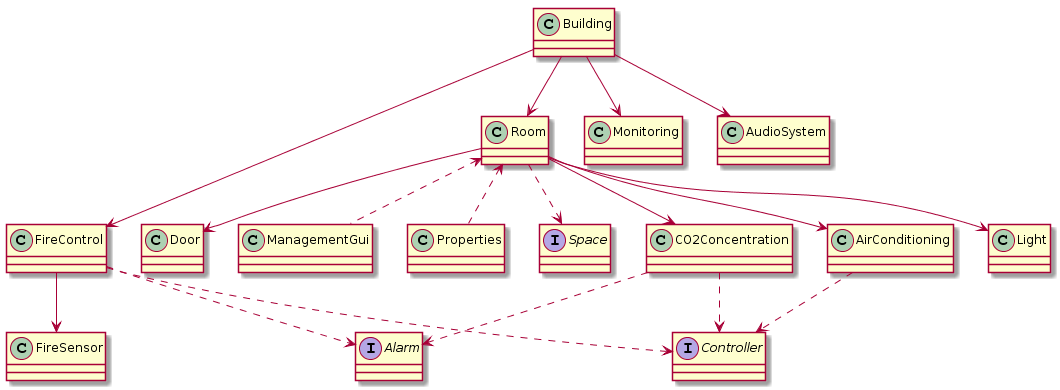 C Building
C Room
C Monitoring
C AudioSystem
C FireControl
C Door
C ManagementGui
C Properties
I Space
C CO2Concentration
C AirConditioning
C Light
C FireSensor
I Alarm
I Controller